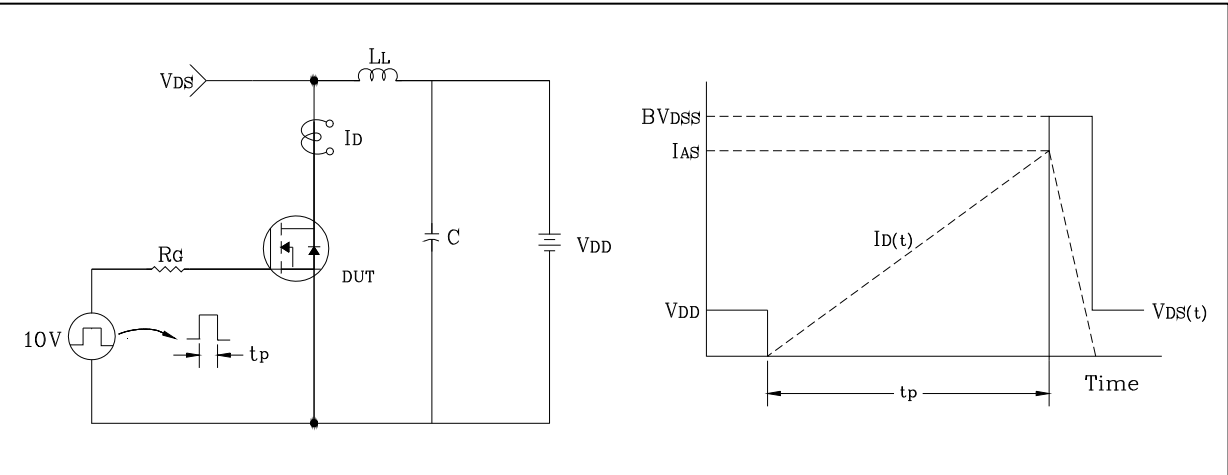 LL
VDS
ID
RG
C
VDD
DUT
10V
tp
BVDSS
IAS
ID(t)
VDD
VDS(t)
Time
tp